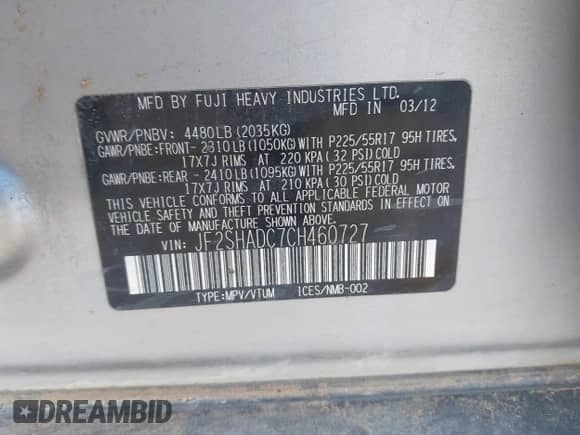 MFD BY FUJI HEAVY INDUSTRIES LTD.
MFD IN 03/12
GVWR/PNBV: 4480LB(2035KG)
GAWR/PNBE:FRONT- 2310LB(1050KG)WITH P225/55R17 95H TIRES,
17X7J RIMS AT 220 KPA(32 PSI)COLD
GAWR/PNBE:REAR - 2410LB(1095KG)WITH P225/55R17 95H TIRES,
17X7J RIMS AT 210 KPA(30 PSI)COLD
THIS VEHICLE CONFORMS TO ALL APPLICABLE FEDERAL MOTOR
VEHICLE SAFETY AND THEFT PREVENTION STANDARDS IN EFFECT ON
THE DATE OF MANUFACTURE SHOWN ABOVE.
VIN: JF2SHADC7CH460727
TYPE:MPV/VTUM ICES/NMB-002
DREAMBID